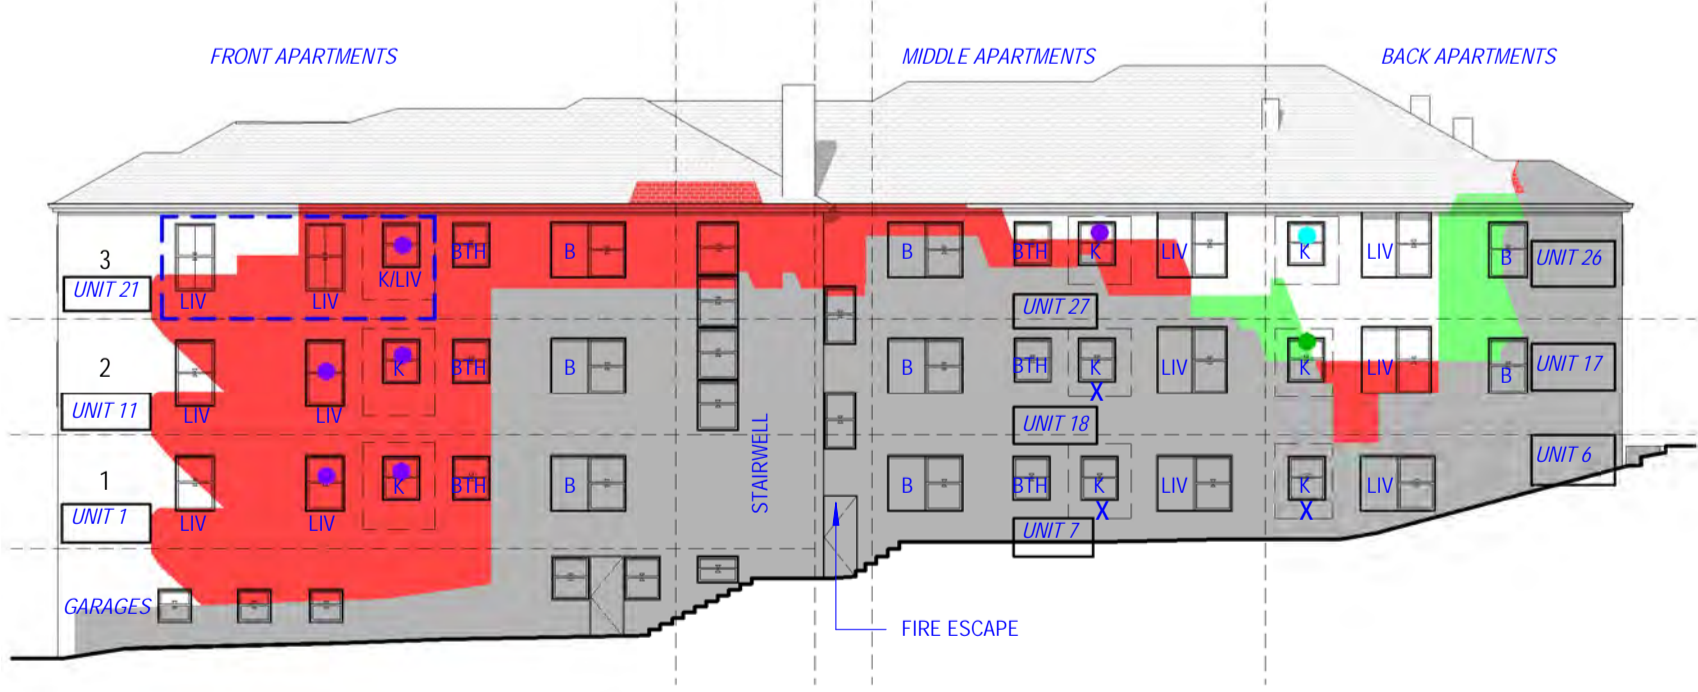 FRONT APARTMENTS
MIDDLE APARTMENTS
BACK APARTMENTS
3
UNIT 21
LIV
LIV
K/LIV
BTH
B
B
BTH
K
LIV
K
LIV
B
UNIT 26
UNIT 27
2
UNIT 11
LIV
LIV
K
BTH
B
B
BTH
K
X
LIV
K
LIV
B
UNIT 17
UNIT 18
STAIRWELL
1
UNIT 1
LIV
LIV
K
BTH
B
B
BTH
K
X
LIV
K
X
LIV
UNIT 6
UNIT 7
GARAGES
FIRE ESCAPE